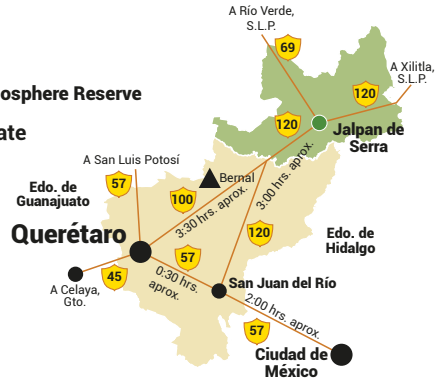 A Río Verde,
S.L.P.
69
A Xilitla,
S.L.P.
120
osphere Reserve
120
Jalpan de
Serra
ate
A San Luis Potosí
57
Bernal
3:00 hrs. aprox.
Edo. de
Guanajuato
100
3:30 hrs. aprox.
Querétaro
120
Edo. de
Hidalgo
57
45
0:30 hrs.
aprox.
A Celaya,
Gto.
San Juan del Río
2:00 hrs. aprox.
57
Ciudad de
México